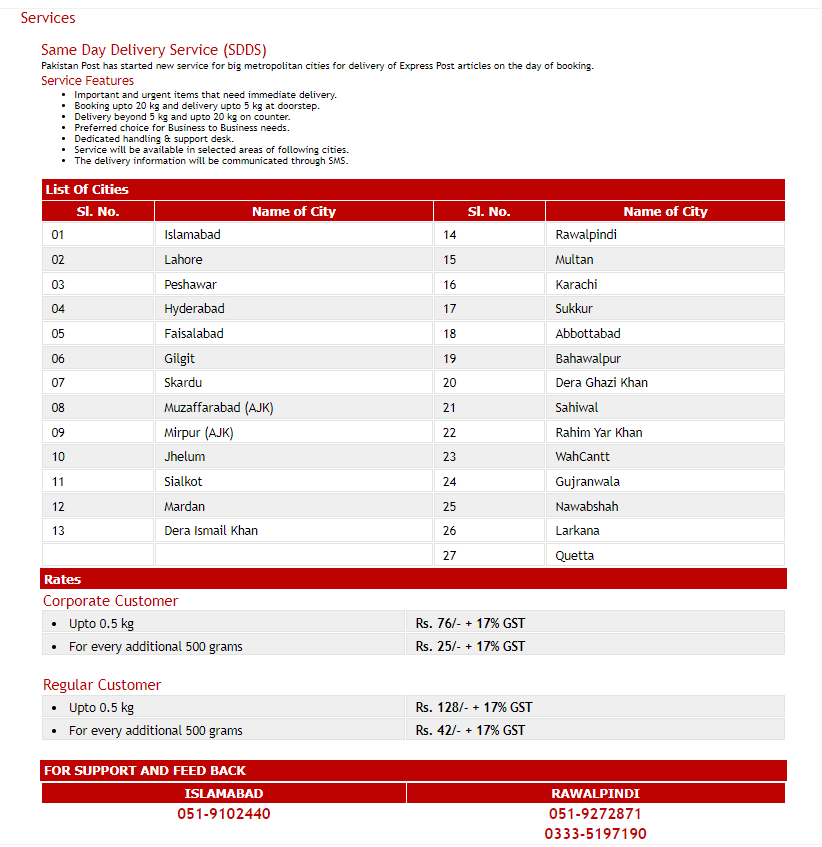 Services
Same Day Delivery Service (SDDS)
Pakistan Post has started new service for big metropolitan cities for delivery of Express Post articles on the day of booking.
Service Features
• Important and urgent items that need immediate delivery.
• Booking upto 20 kg and delivery upto 5 kg at doorstep.
• Delivery beyond 5 kg and upto 20 kg on counter.
• Preferred choice for Business to Business needs.
• Dedicated handling & support desk.
• Service will be available in selected areas of following cities.
• The delivery information will be communicated through SMS.
List Of Cities
Sl. No. Name of City Sl. No. Name of City
01 Islamabad 14 Rawalpindi
02 Lahore 15 Multan
03 Peshawar 16 Karachi
04 Hyderabad 17 Sukkur
05 Faisalabad 18 Abbottabad
06 Gilgit 19 Bahawalpur
07 Skardu 20 Dera Ghazi Khan
08 Muzaffarabad (AJK) 21 Sahiwal
09 Mirpur (AJK) 22 Rahim Yar Khan
10 Jhelum 23 WahCantt
11 Sialkot 24 Gujranwala
12 Mardan 25 Nawabshah
13 Dera Ismail Khan 26 Larkana
27 Quetta
Rates
Corporate Customer
• Upto 0.5 kg Rs. 76/- + 17% GST
• For every additional 500 grams Rs. 25/- + 17% GST
Regular Customer
• Upto 0.5 kg Rs. 128/- + 17% GST
• For every additional 500 grams Rs. 42/- + 17% GST
FOR SUPPORT AND FEED BACK
ISLAMABAD RAWALPINDI
051-9102440 051-9272871
0333-5197190